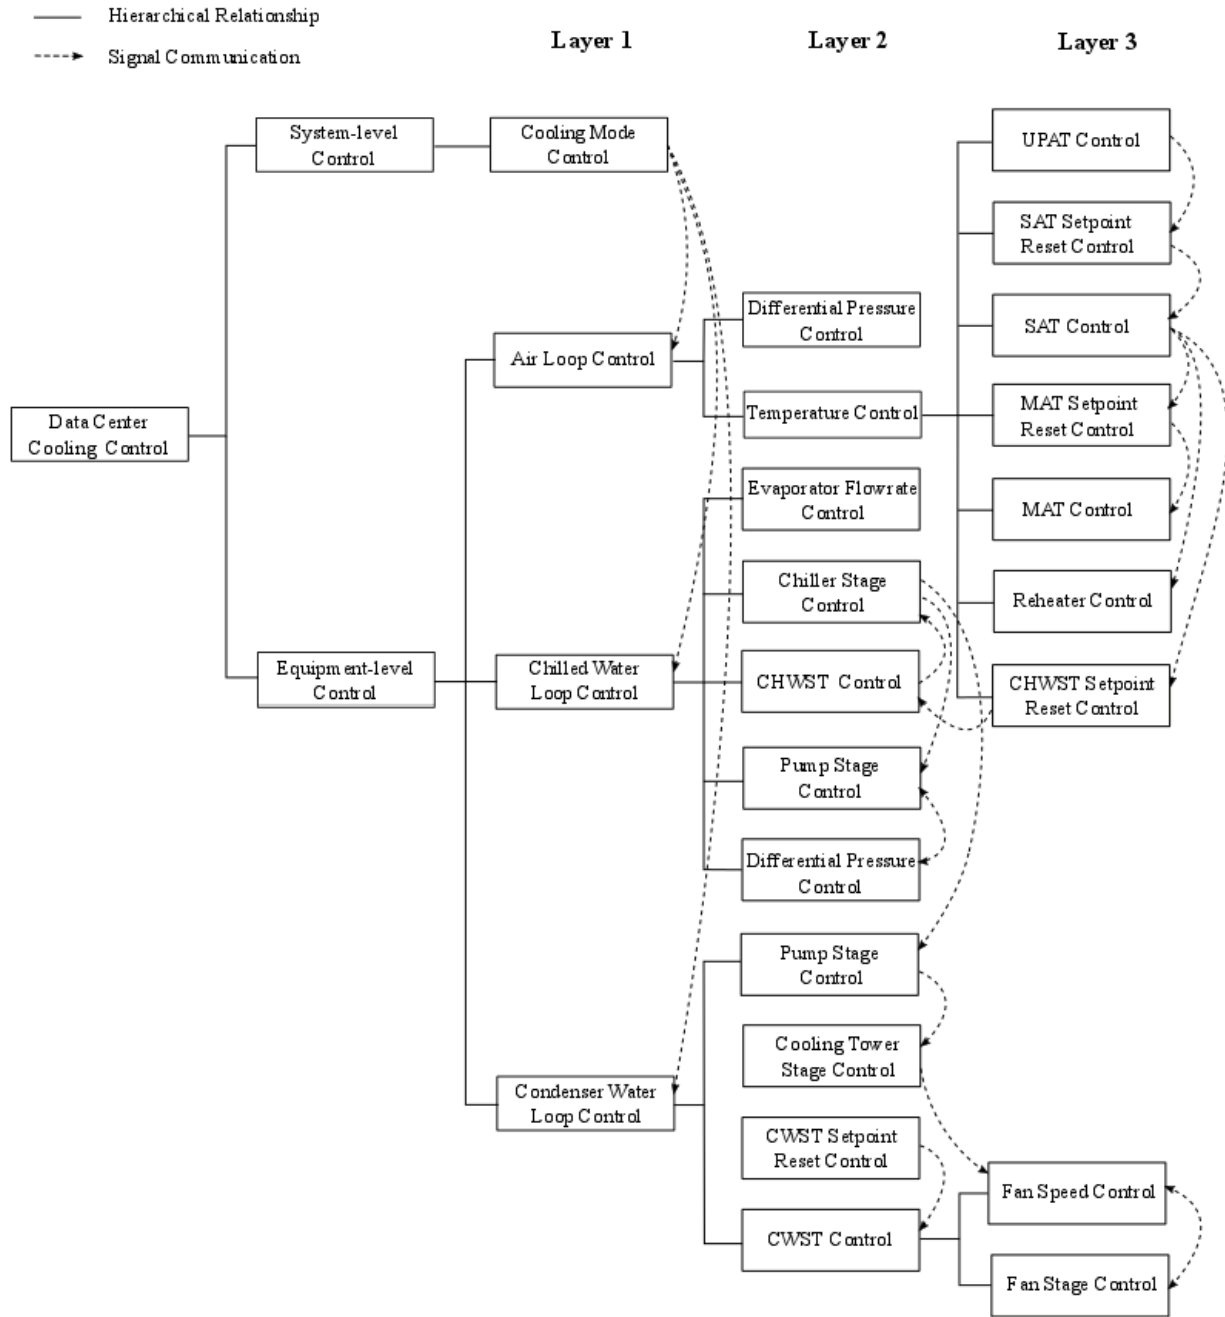 Hierarchical Relationship
Signal Communication
Layer 1
Layer 2
Layer 3
System-level
Control
Cooling Mode
Control
UPAT Control
SAT Setpoint
Reset Control
Differential Pressure
Control
SAT Control
Air Loop Control
Temperature Control
MAT Setpoint
Reset Control
Data Center
Cooling Control
Evaporator Flowrate
Control
MAT Control
Chiller Stage
Control
Reheater Control
Equipment-level
Control
Chilled Water
Loop Control
CHWST Control
CHWST Setpoint
Reset Control
Pump Stage
Control
Differential Pressure
Control
Pump Stage
Control
Cooling Tower
Stage Control
Condenser Water
Loop Control
CWST Setpoint
Reset Control
Fan Speed Control
CWST Control
Fan Stage Control